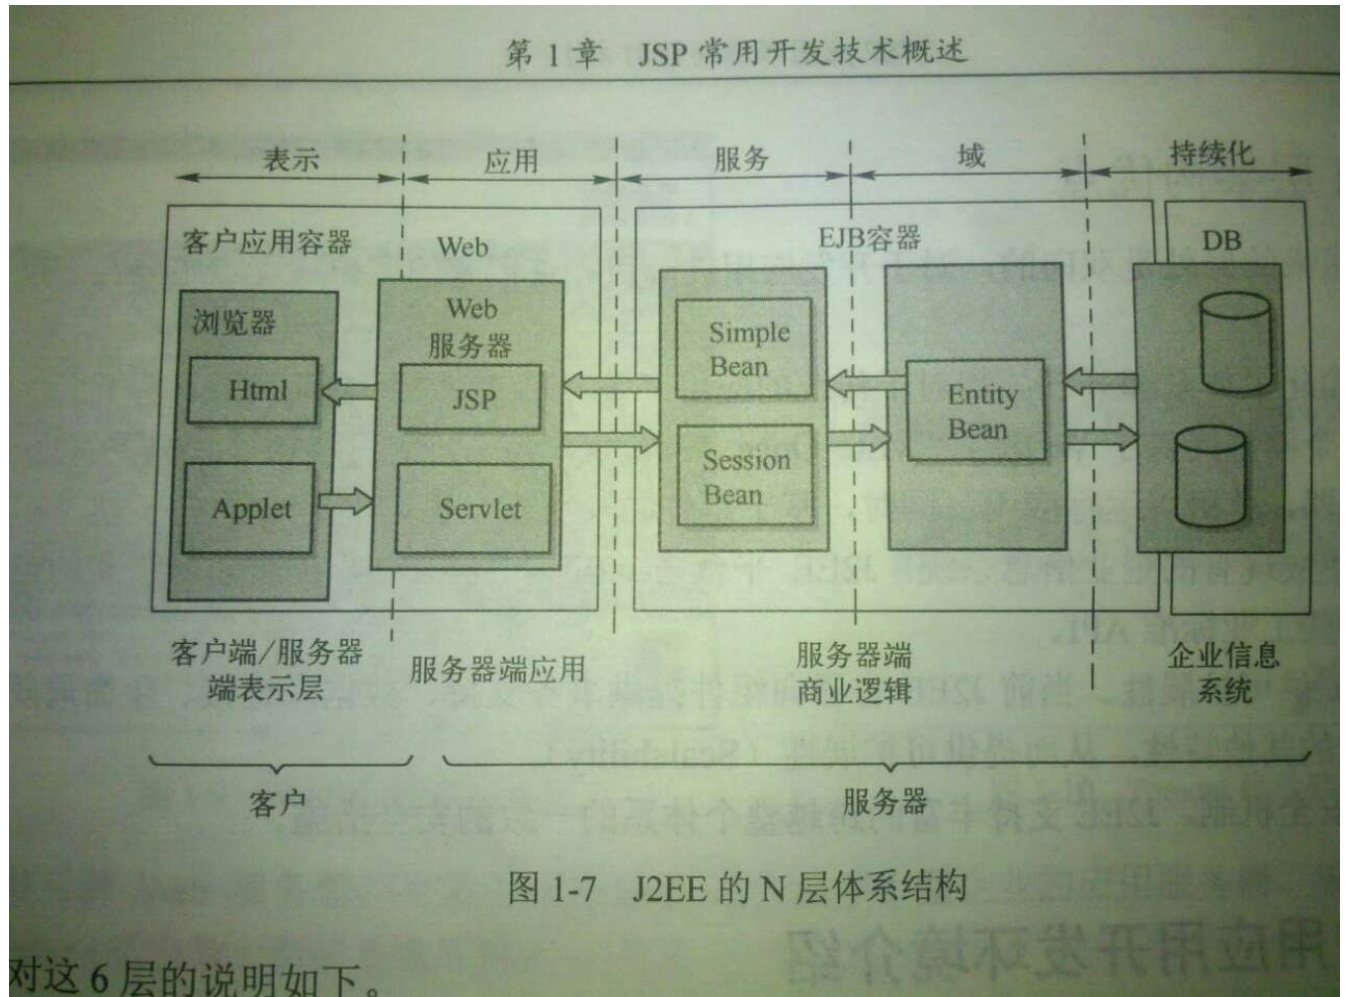 第 1 章 JSP 常用开发技术概述
表示 应用 服务 域 持续化
客户应用容器 Web EJB容器 DB
浏览器
Html
Applet
Web
服务器
JSP
Servlet
Simple
Bean
Session
Bean
Entity
Bean
客户端/服务器
端表示层
服务器端应用
服务器端
商业逻辑
企业信息
系统
客户 服务器
图 1-7 J2EE 的 N 层体系结构
对这 6 层的说明如下。